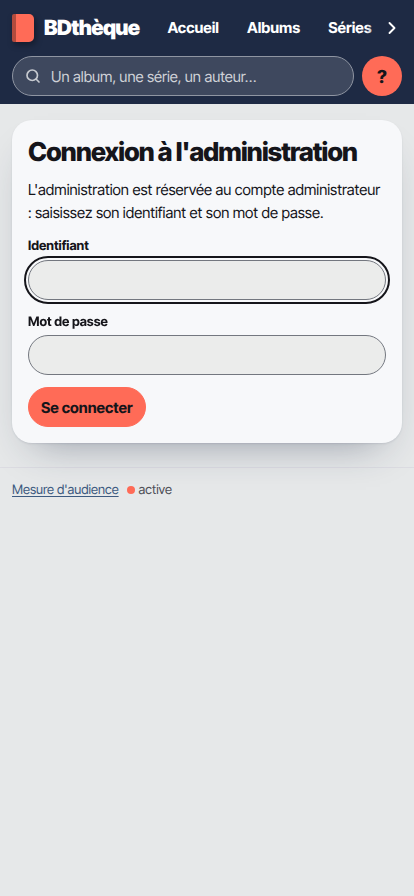 BDthèque Accueil Albums Séries
Un album, une série, un auteur...
?
Connexion à l'administration
L'administration est réservée au compte administrateur
: saisissez son identifiant et son mot de passe.
Identifiant
Mot de passe
Se connecter
Mesure d'audience active